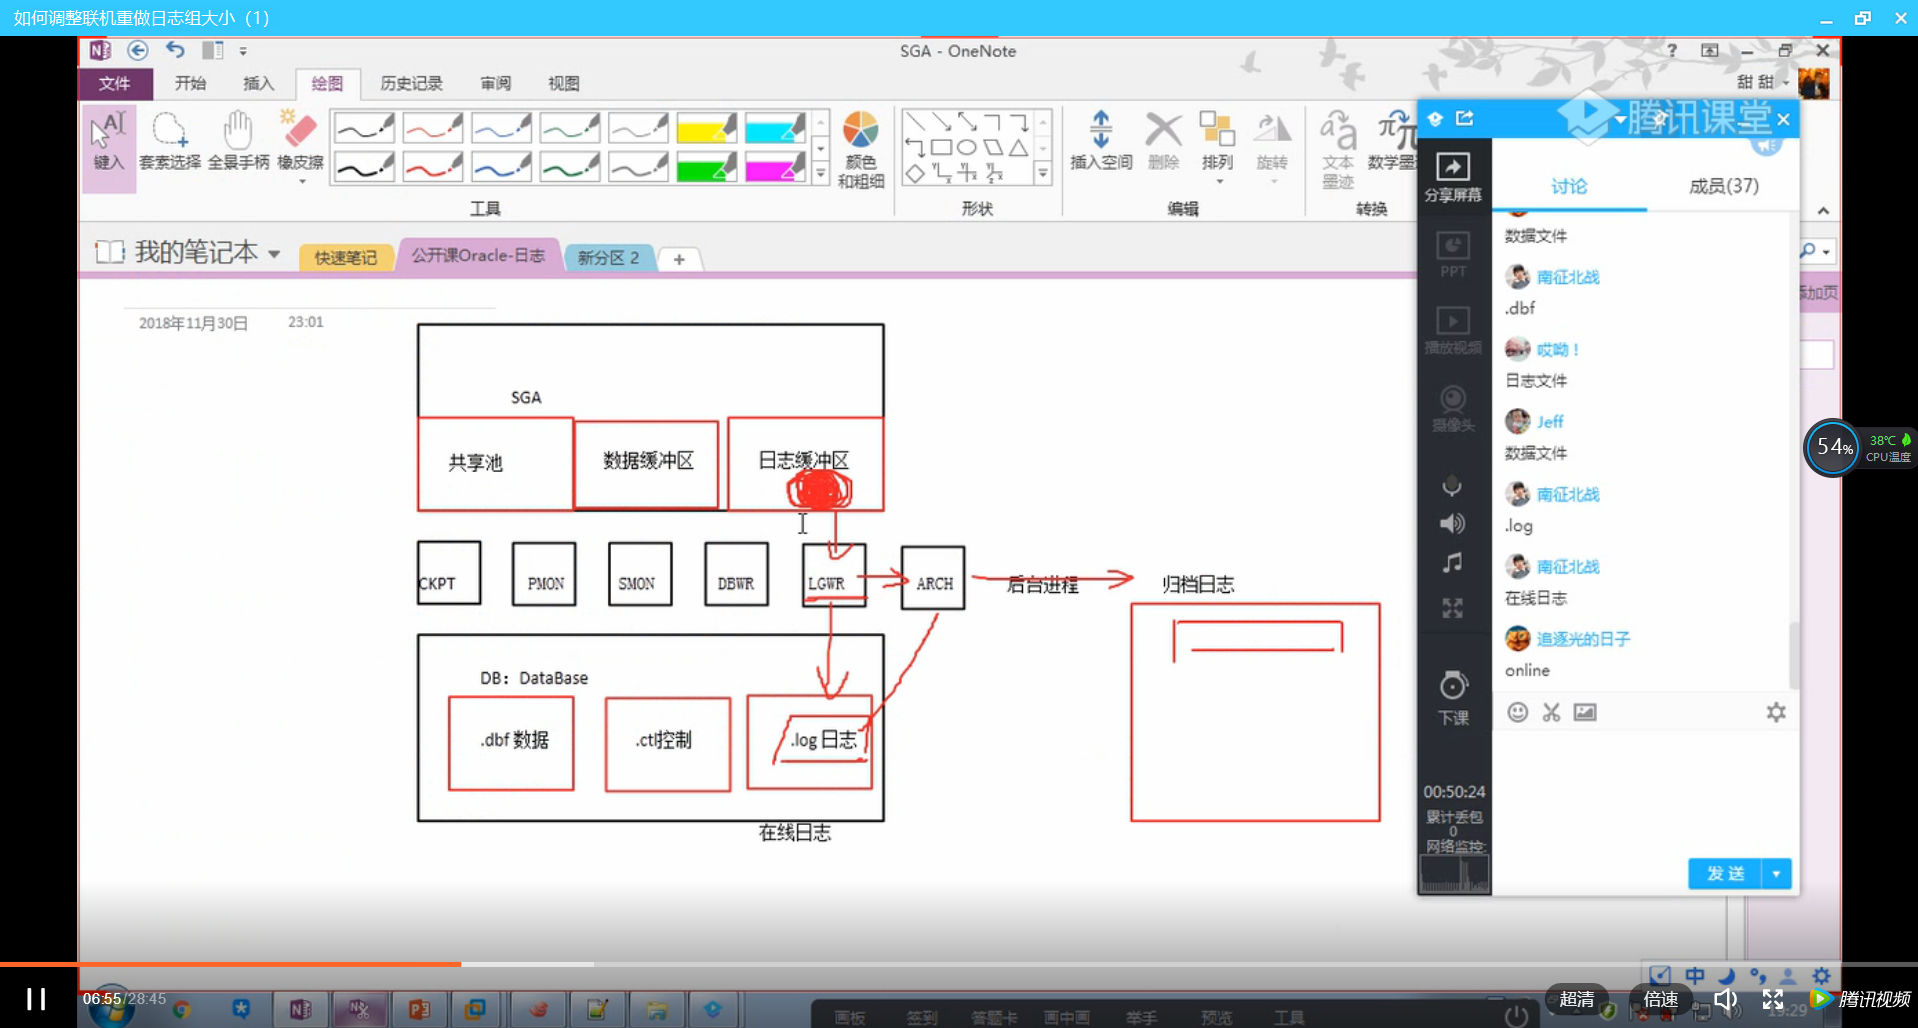 如何调整联机重做日志组大小（1）
SGA - OneNote
文件 开始 插入 绘图 历史记录 审阅 视图
甜 甜
键入 套索选择 全景手柄 橡皮擦
颜色
和粗细
插入空间 删除 排列 旋转
文本
墨迹
数学墨
工具 形状 编辑 转换
我的笔记本 快速笔记 公开课Oracle-日志 新分区 2 +
添加页
2018年11月30日 23:01
SGA
共享池 数据缓冲区 日志缓冲区
CKPT PMON SMON DBWR LGWR ARCH 后台进程 归档日志
DB：DataBase
.dbf 数据 .ctl控制 .log 日志
在线日志
腾讯课堂
分享屏幕
PPT
播放视频
摄像头
下课
00:50:24
累计丢包
0
网络监控:
讨论 成员(37)
数据文件
南征北战
.dbf
哎呦！
日志文件
Jeff
数据文件
南征北战
.log
南征北战
在线日志
追逐光的日子
online
发送
54% 38℃
CPU温度
中
06:55/28:45
超清 倍速 腾讯视频
画板 签到 答题卡 画中画 举手 预览 工具